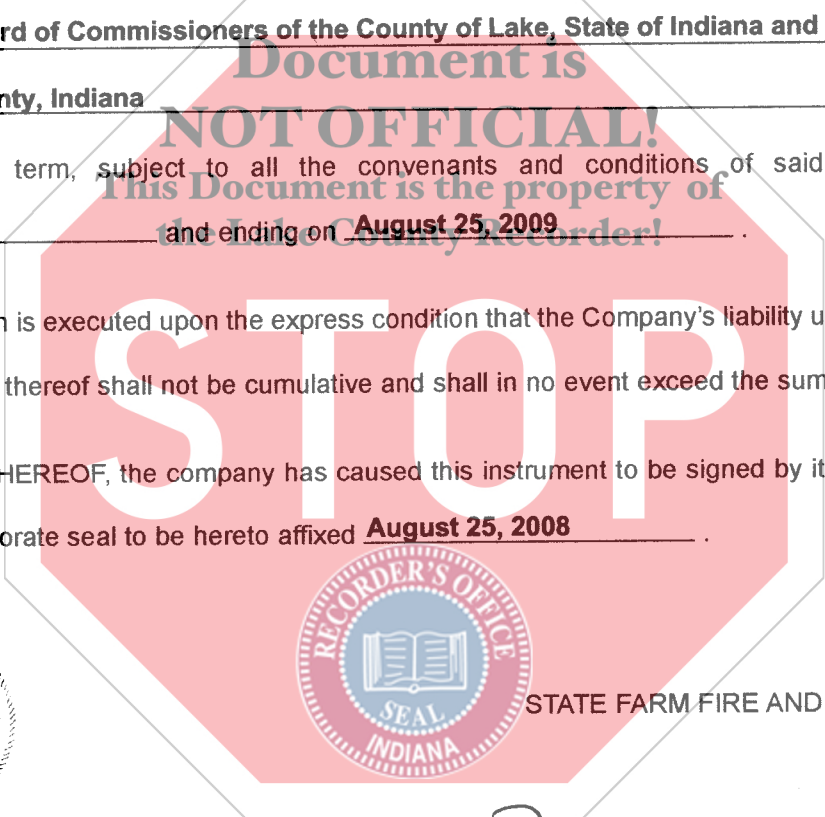 rd of Commissioners of the County of Lake, State of Indiana and
Document is
nty, Indiana
NOT OFFICIAL!
term, subject to all the convenants and conditions of said
This Document is the property of
and ending on August 25, 2009 .
the Lake County Recorder!
n is executed upon the express condition that the Company's liability u
thereof shall not be cumulative and shall in no event exceed the sum
STOP
HEREOF, the company has caused this instrument to be signed by it
orate seal to be hereto affixed August 25, 2008 .
RECORDER'S OFFICE
SEAL
INDIANA
STATE FARM FIRE AND